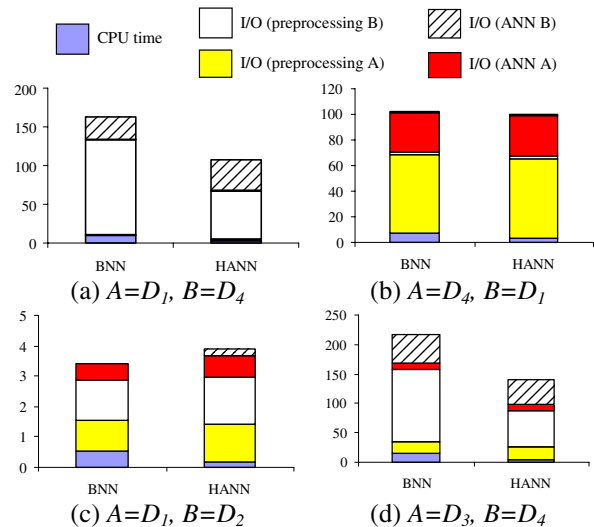 CPU time
I/O (preprocessing B)
I/O (ANN B)
I/O (preprocessing A)
I/O (ANN A)
200
150
100
50
0
BNN
HANN
(a) A=D1, B=D4
120
100
80
60
40
20
0
BNN
HANN
(b) A=D4, B=D1
5
4
3
2
1
0
BNN
HANN
(c) A=D1, B=D2
250
200
150
100
50
0
BNN
HANN
(d) A=D3, B=D4